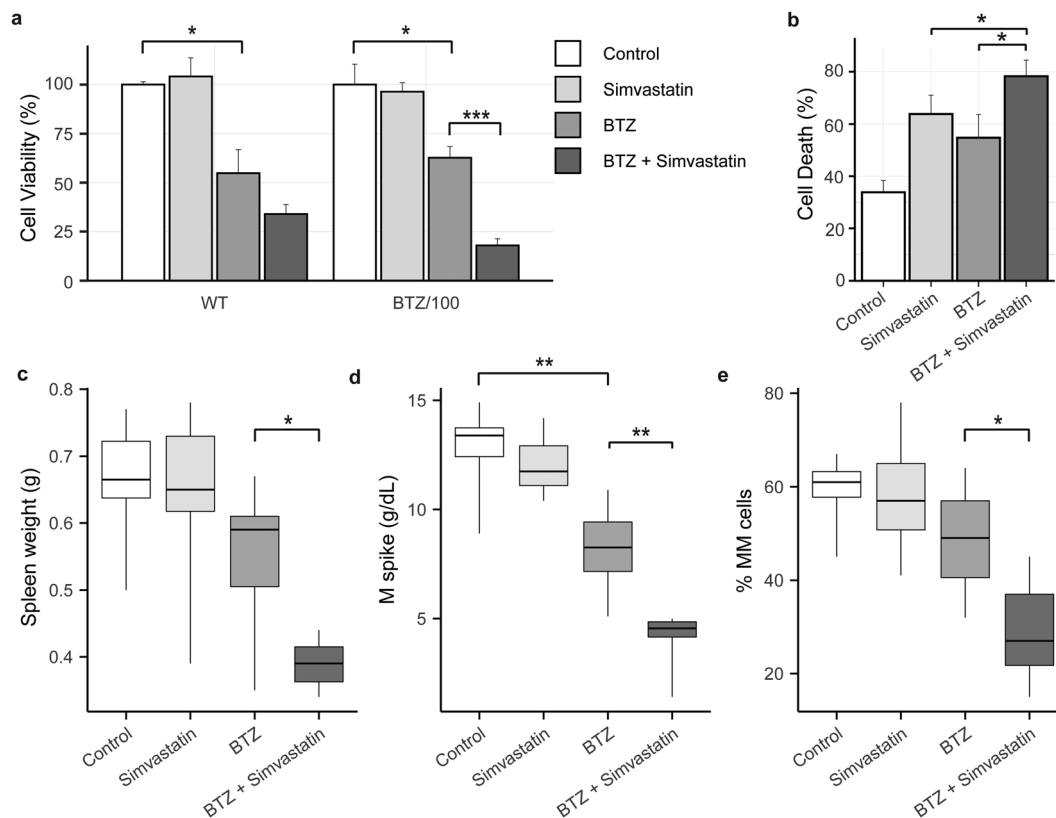 a
Cell Viability (%)
100
75
50
25
0
*
*
***
WT
BTZ/100
Control
Simvastatin
BTZ
BTZ + Simvastatin
b
Cell Death (%)
80
60
40
20
0
*
*
Control
Simvastatin
BTZ
BTZ + Simvastatin
c
Spleen weight (g)
0.8
0.7
0.6
0.5
0.4
*
Control
Simvastatin
BTZ
BTZ + Simvastatin
d
M spike (g/dL)
15
10
5
**
**
Control
Simvastatin
BTZ
BTZ + Simvastatin
e
% MM cells
80
60
40
20
*
Control
Simvastatin
BTZ
BTZ + Simvastatin